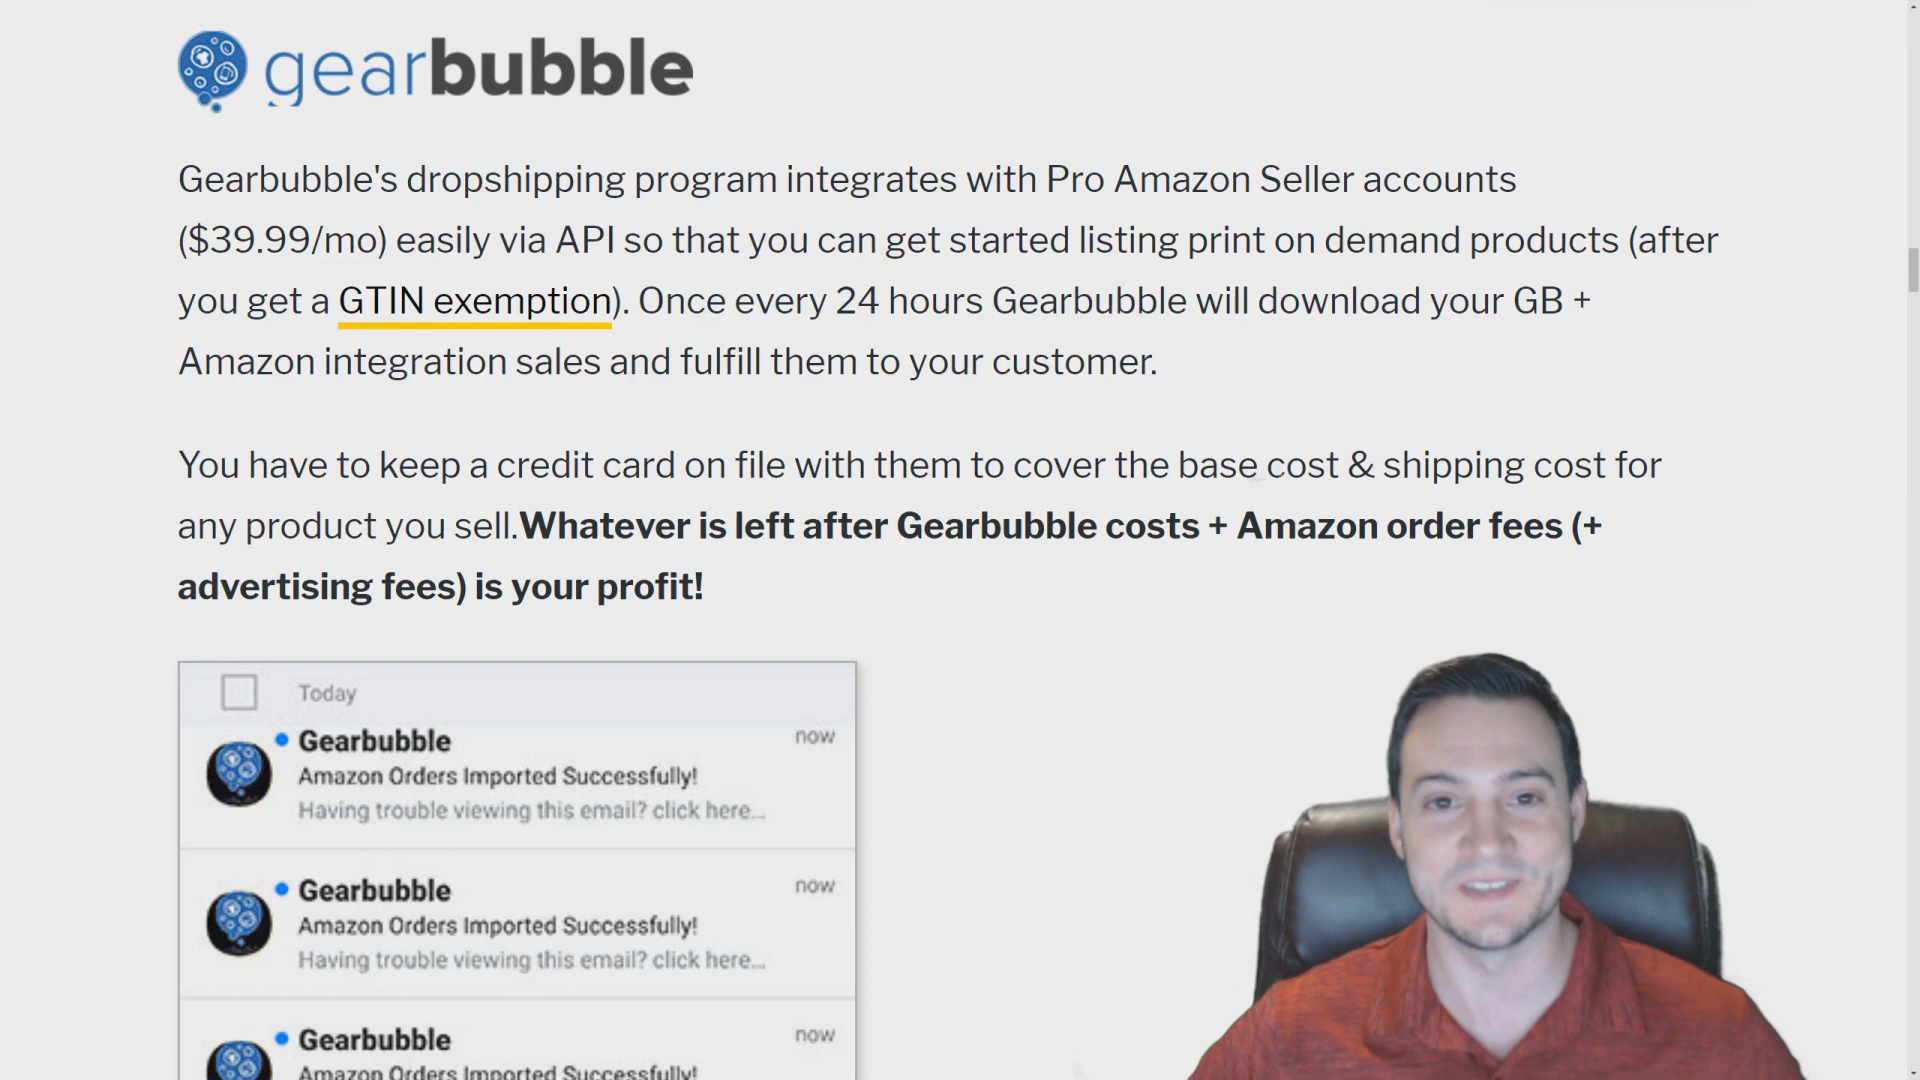 gearbubble
Gearbubble's dropshipping program integrates with Pro Amazon Seller accounts
($39.99/mo) easily via API so that you can get started listing print on demand products (after
you get a GTIN exemption). Once every 24 hours Gearbubble will download your GB +
Amazon integration sales and fulfill them to your customer.
You have to keep a credit card on file with them to cover the base cost & shipping cost for
any product you sell.Whatever is left after Gearbubble costs + Amazon order fees (+
advertising fees) is your profit!
Today
Gearbubble now
Amazon Orders Imported Successfully!
Having trouble viewing this email? click here...
Gearbubble now
Amazon Orders Imported Successfully!
Having trouble viewing this email? click here...
Gearbubble now
Amazon Orders Imported Successfully!